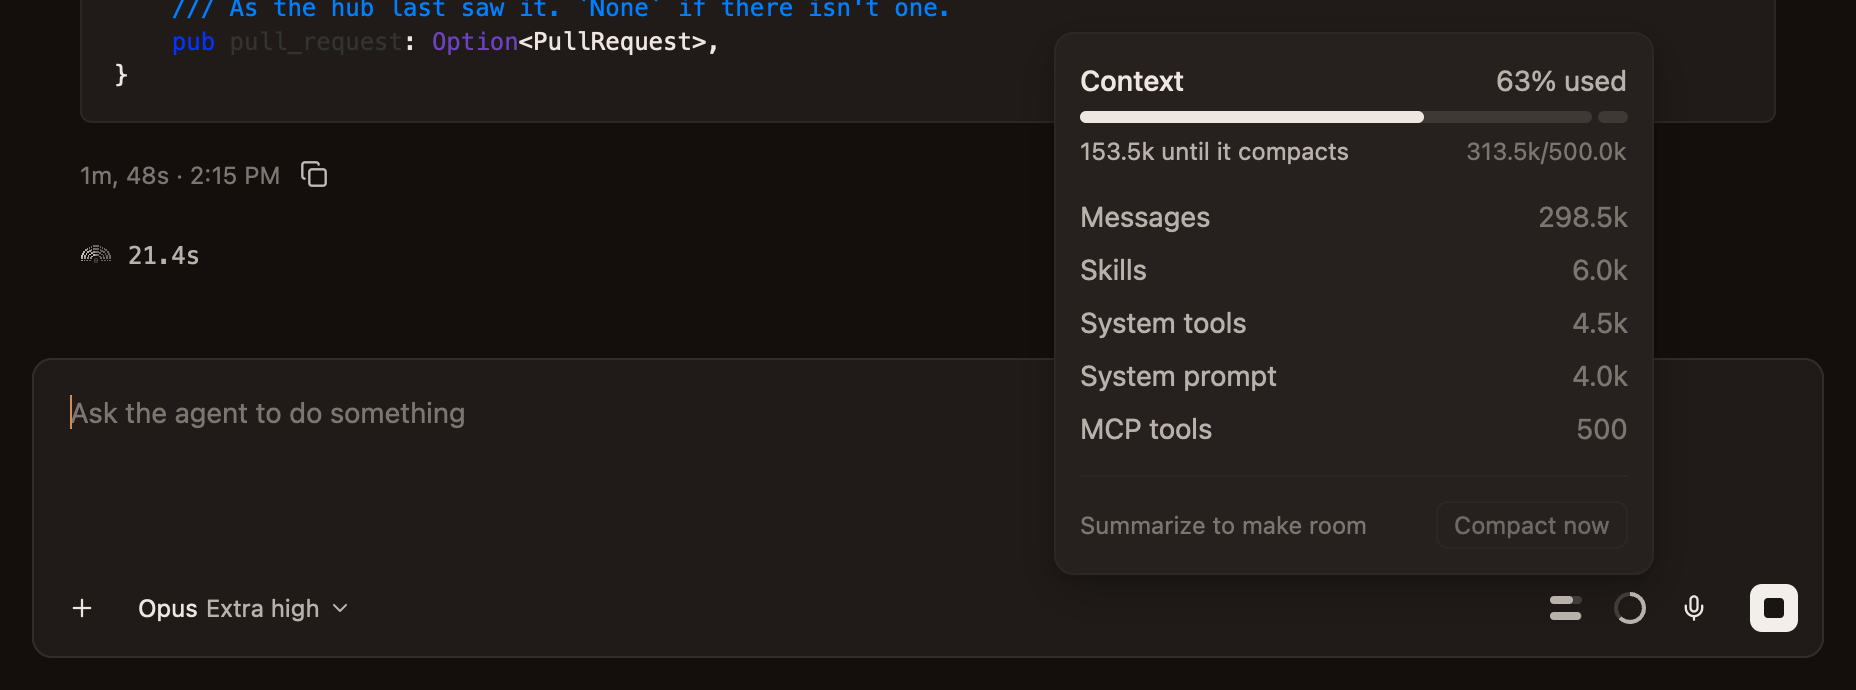 /// As the hub last saw it. `None` if there isn't one.
pub pull_request: Option<PullRequest>,
}
1m, 48s · 2:15 PM
21.4s
Context 63% used
153.5k until it compacts 313.5k/500.0k
Messages 298.5k
Skills 6.0k
System tools 4.5k
System prompt 4.0k
MCP tools 500
Summarize to make room Compact now
Ask the agent to do something
Opus Extra high